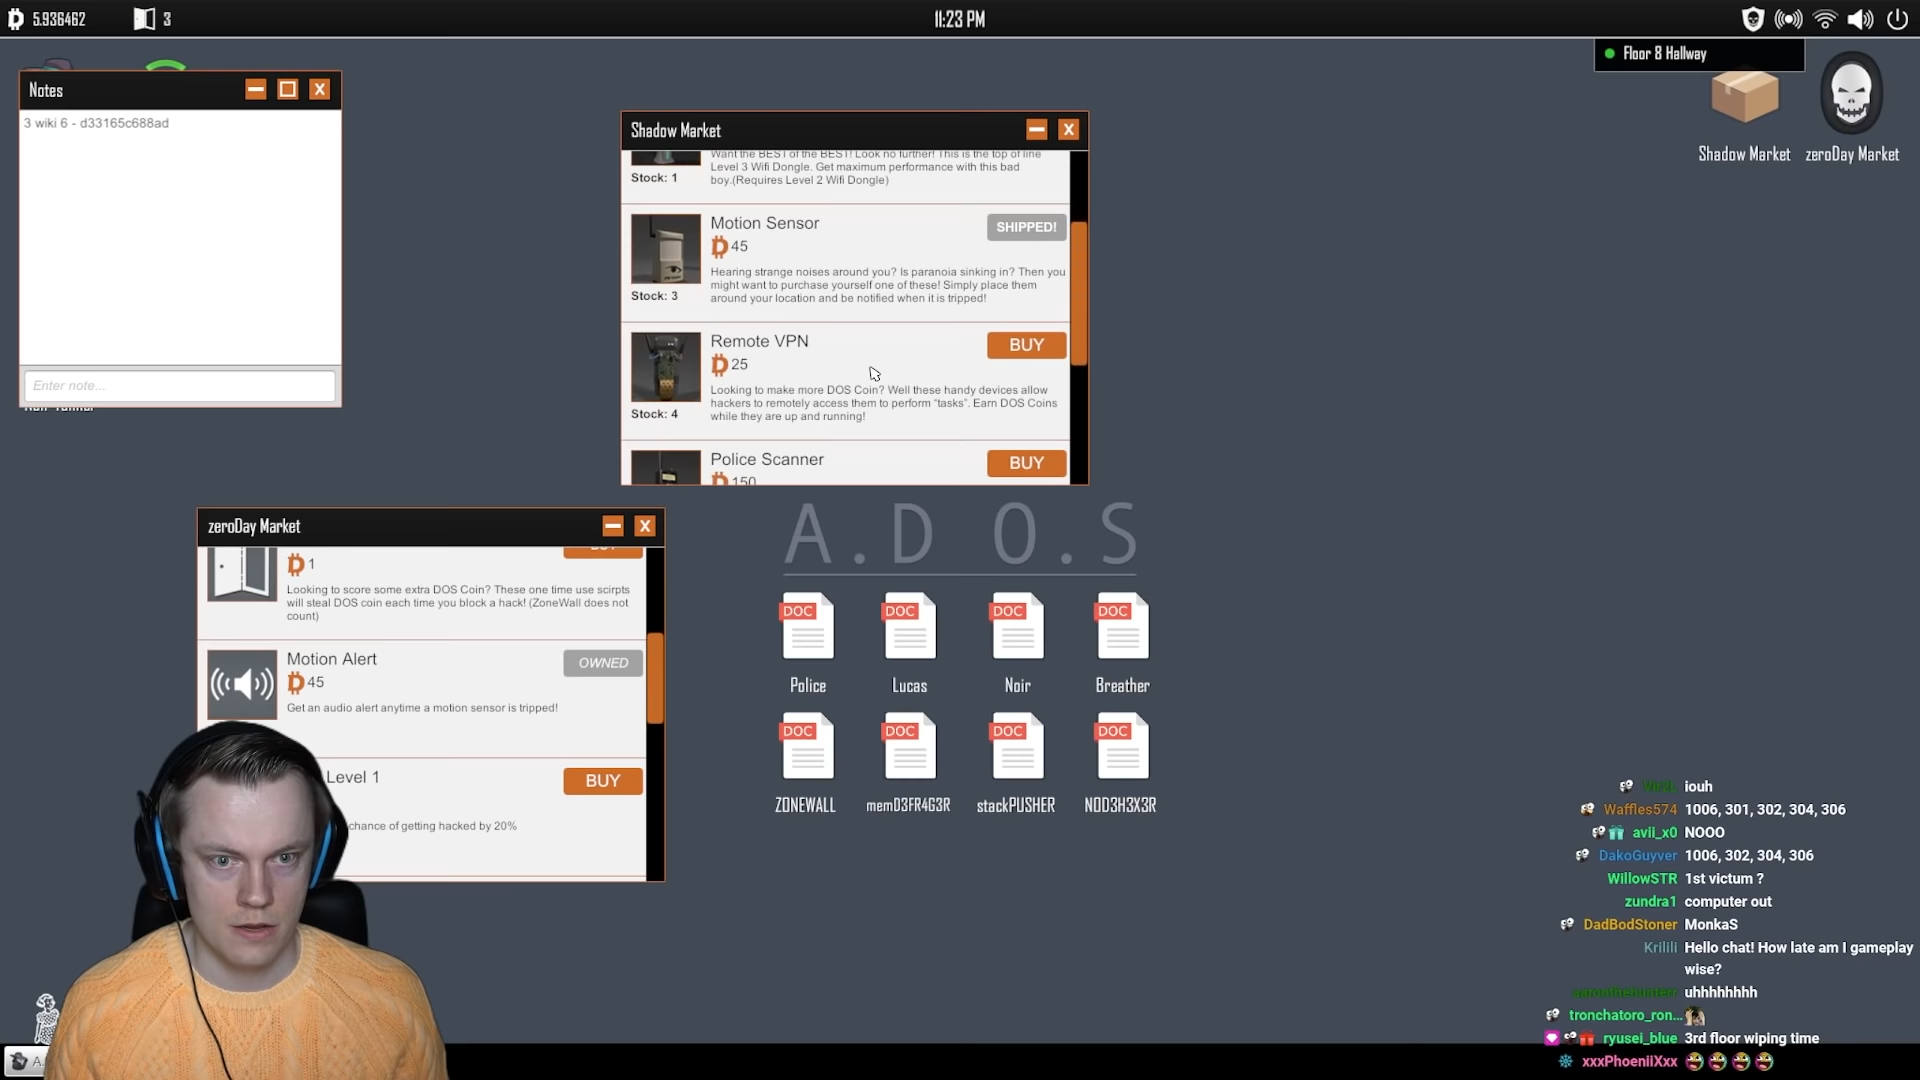 5.936462
3
11:23 PM
Floor 8 Hallway
Shadow Market
zeroDay Market
Notes
3 wiki 6 - d33165c688ad
Enter note...
Shadow Market
Want the BEST of the BEST! Look no further! This is the top of line
Level 3 Wifi Dongle. Get maximum performance with this bad
boy.(Requires Level 2 Wifi Dongle)
Stock: 1
Motion Sensor
SHIPPED!
45
Hearing strange noises around you? Is paranoia sinking in? Then you
might want to purchase yourself one of these! Simply place them
around your location and be notified when it is tripped!
Stock: 3
Remote VPN
BUY
25
Looking to make more DOS Coin? Well these handy devices allow
hackers to remotely access them to perform "tasks". Earn DOS Coins
while they are up and running!
Stock: 4
Police Scanner
BUY
150
zeroDay Market
BUY
1
Looking to score some extra DOS Coin? These one time use scirpts
will steal DOS coin each time you block a hack! (ZoneWall does not
count)
Motion Alert
OWNED
45
Get an audio alert anytime a motion sensor is tripped!
Level 1
BUY
chance of getting hacked by 20%
A.D O.S
DOC
DOC
DOC
DOC
Police
Lucas
Noir
Breather
DOC
DOC
DOC
DOC
ZONEWALL
memD3FR4G3R
stackPUSHER
N0D3H3X3R
iouh
Waffles574 1006, 301, 302, 304, 306
avii_x0 NOOO
DakoGuyver 1006, 302, 304, 306
WillowSTR 1st victum ?
zundra1 computer out
DadBodStoner MonkaS
Krilili Hello chat! How late am I gameplay
wise?
uhhhhhhhh
tronchatoro_ron...
ryusei_blue 3rd floor wiping time
xxxPhoeniIXxx
A.